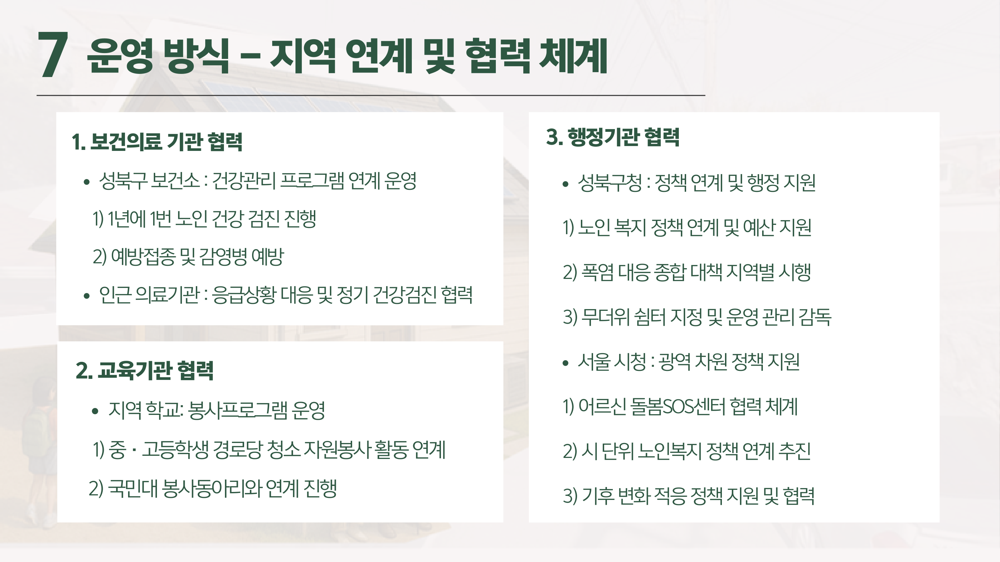 7 운영 방식 – 지역 연계 및 협력 체계
1. 보건의료 기관 협력
• 성북구 보건소 : 건강관리 프로그램 연계 운영
1) 1년에 1번 노인 건강 검진 진행
2) 예방접종 및 감영병 예방
• 인근 의료기관 : 응급상황 대응 및 정기 건강검진 협력
2. 교육기관 협력
• 지역 학교: 봉사프로그램 운영
1) 중 · 고등학생 경로당 청소 자원봉사 활동 연계
2) 국민대 봉사동아리와 연계 진행
3. 행정기관 협력
• 성북구청 : 정책 연계 및 행정 지원
1) 노인 복지 정책 연계 및 예산 지원
2) 폭염 대응 종합 대책 지역별 시행
3) 무더위 쉼터 지정 및 운영 관리 감독
• 서울 시청 : 광역 차원 정책 지원
1) 어르신 돌봄SOS센터 협력 체계
2) 시 단위 노인복지 정책 연계 추진
3) 기후 변화 적응 정책 지원 및 협력